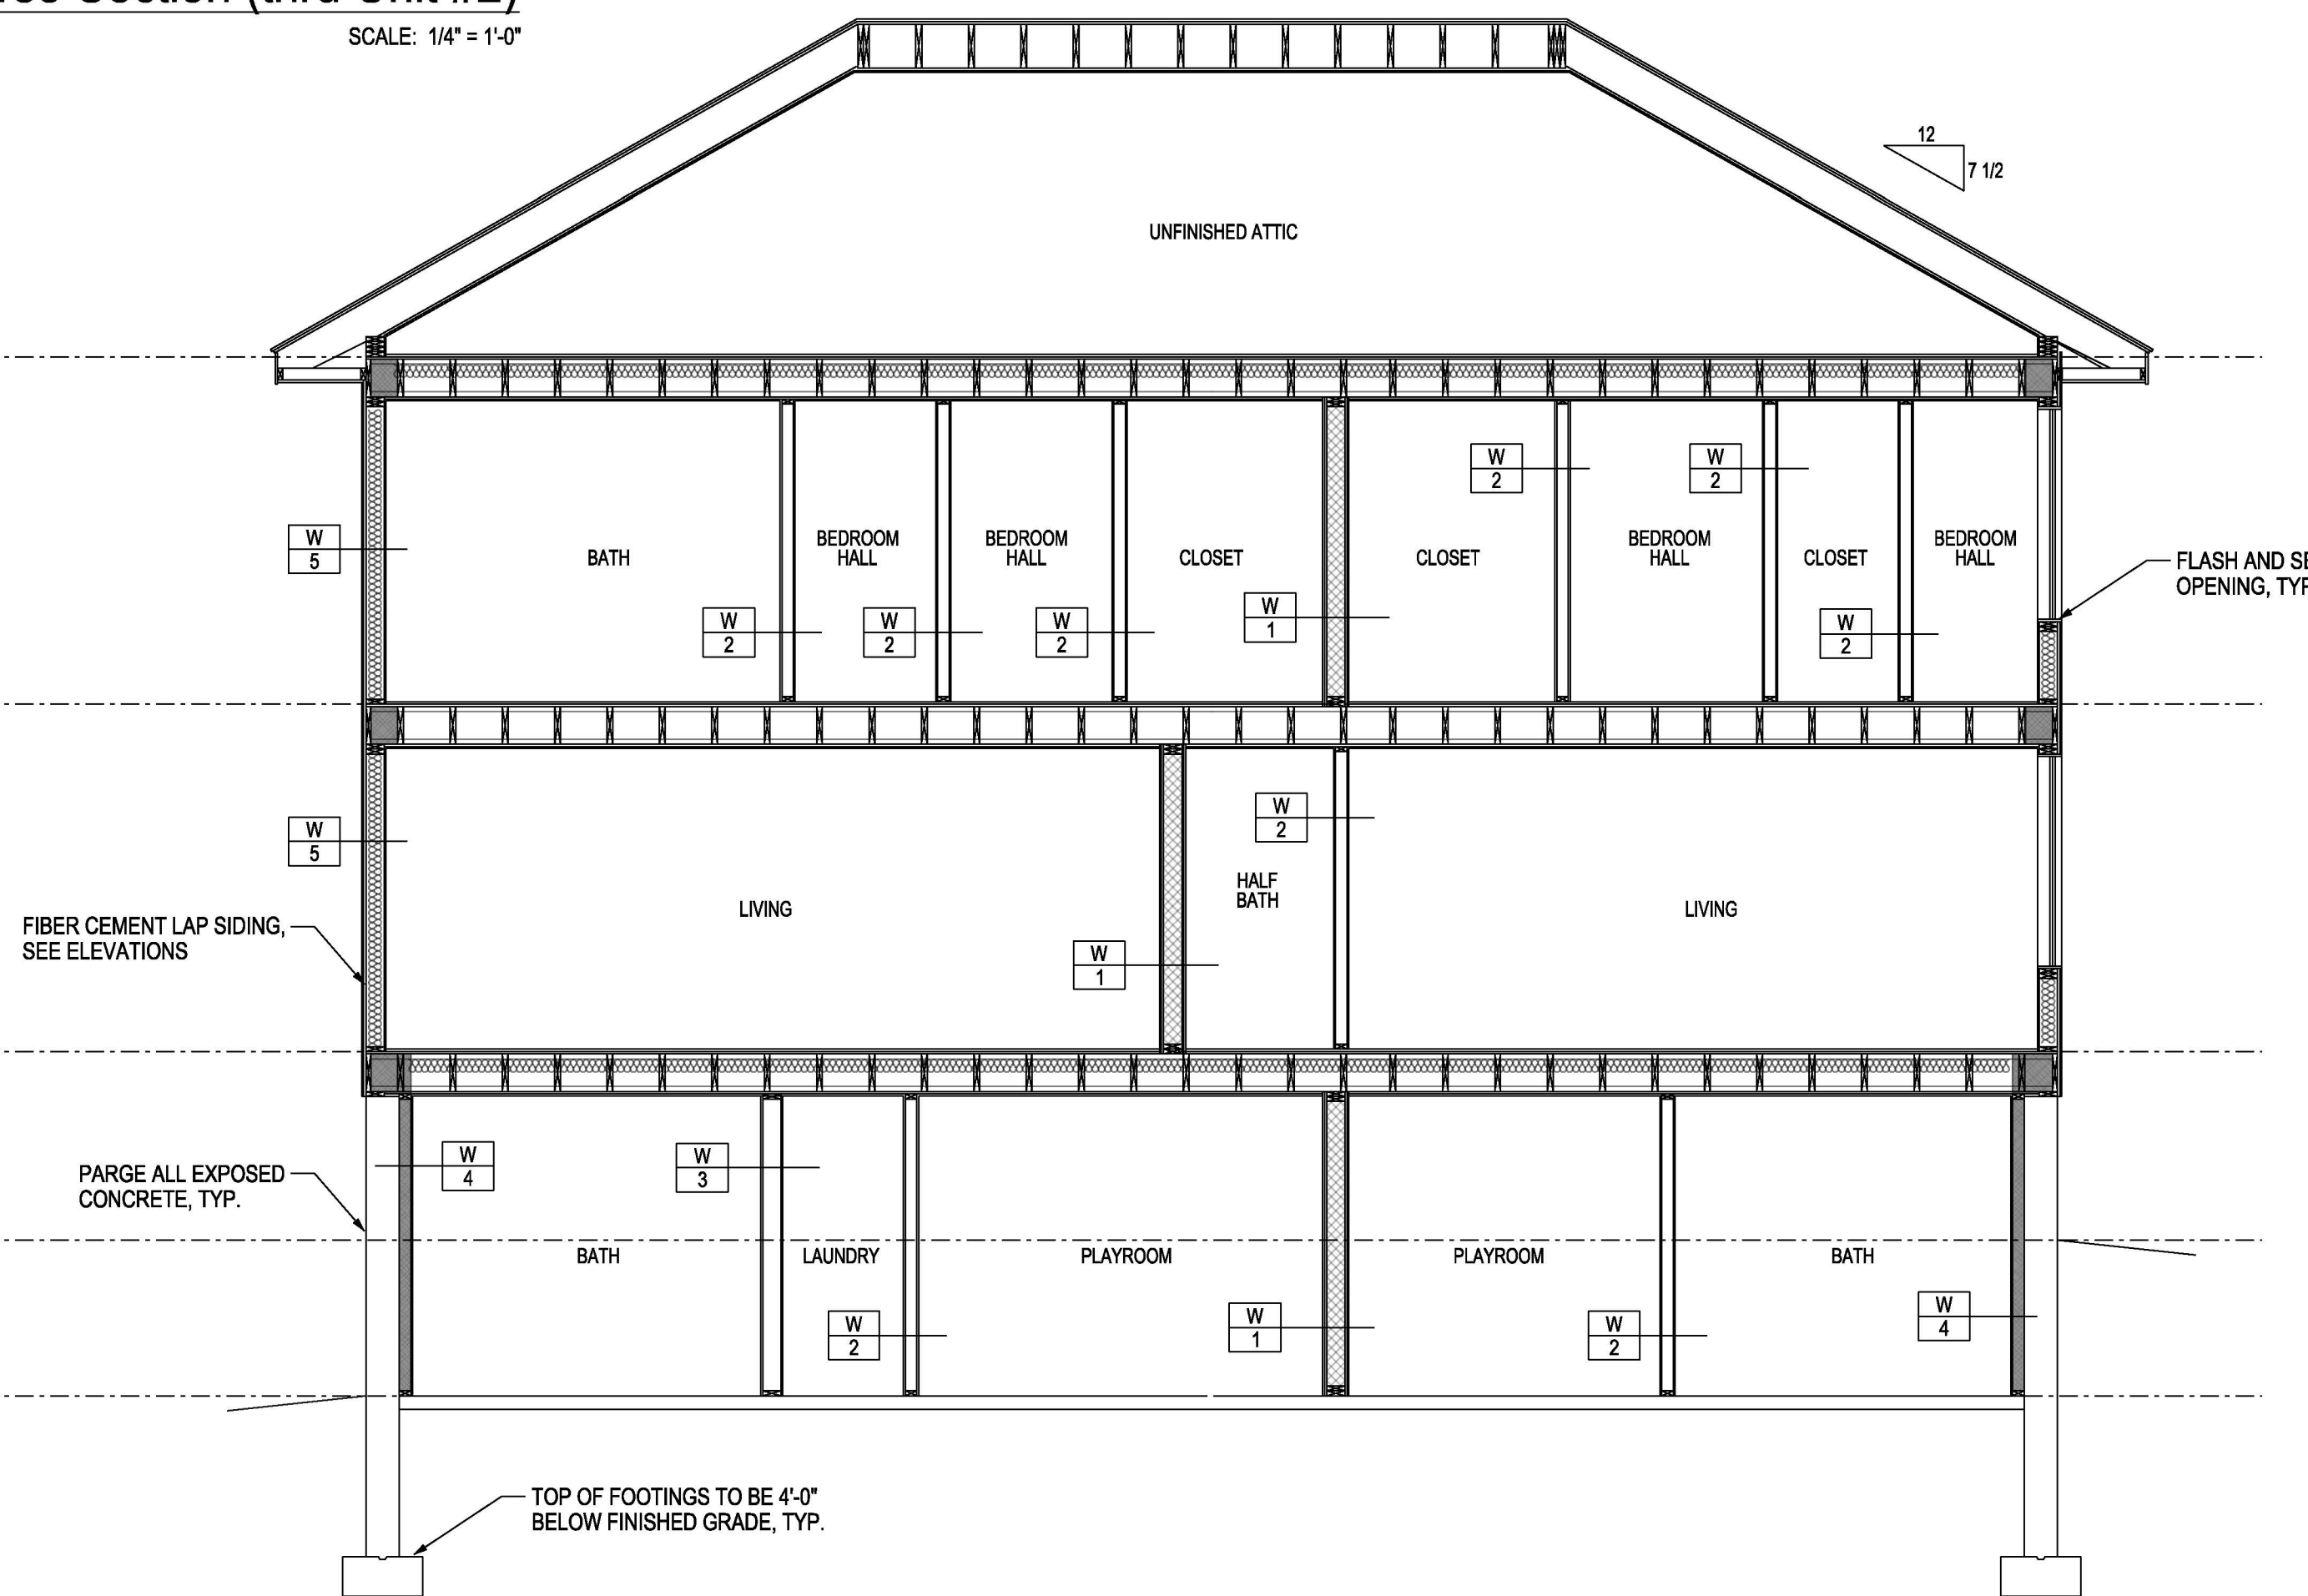 SCALE: 1/4" = 1'-0"
12
7 1/2
UNFINISHED ATTIC
W
2
W
2
W
5
BATH
BEDROOM
HALL
BEDROOM
HALL
CLOSET
CLOSET
BEDROOM
HALL
CLOSET
BEDROOM
HALL
FLASH AND
OPENING,
W
2
W
2
W
2
W
1
W
2
W
5
W
2
HALF
BATH
LIVING
LIVING
FIBER CEMENT LAP SIDING,
SEE ELEVATIONS
W
1
W
4
W
3
PARGE ALL EXPOSED
CONCRETE, TYP.
BATH
LAUNDRY
PLAYROOM
PLAYROOM
BATH
W
2
W
1
W
2
W
4
TOP OF FOOTINGS TO BE 4'-0"
BELOW FINISHED GRADE, TYP.